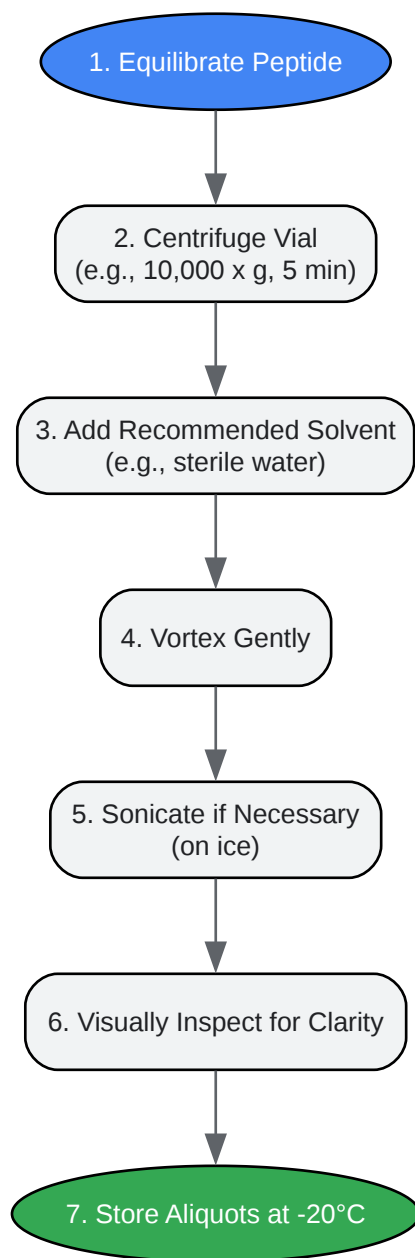 1. Equilibrate Peptide
2. Centrifuge Vial
(e.g., 10,000 x g, 5 min)
3. Add Recommended Solvent
(e.g., sterile water)
4. Vortex Gently
5. Sonicate if Necessary
(on ice)
6. Visually Inspect for Clarity
7. Store Aliquots at -20°C